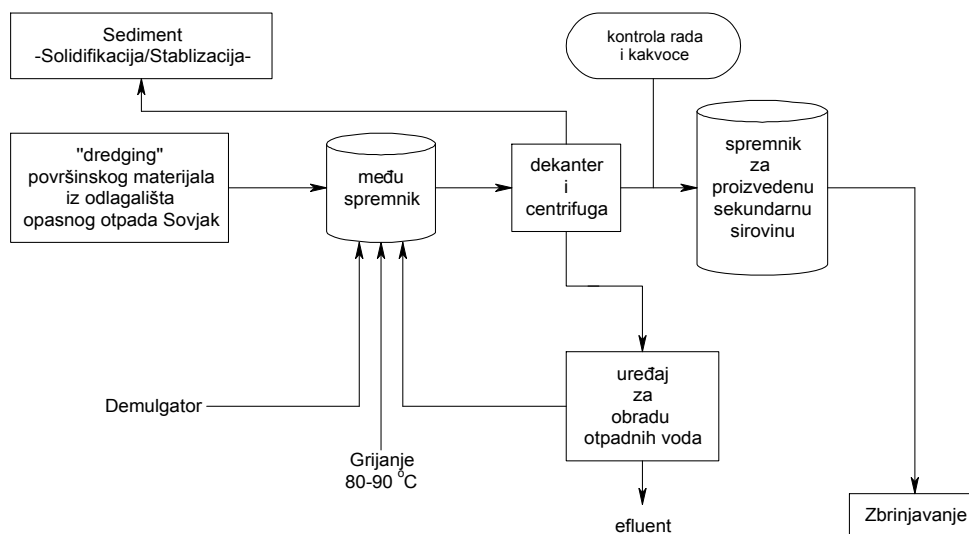 Sediment
-Solidifikacija/Stablizacija-
kontrola rada
i kakvoce
"dredging"
površinskog materijala
iz odlagališta
opasnog otpada Sovjak
među
spremnik
dekanter
i
centrifuga
spremnik
za
proizvedenu
sekundarnu
sirovinu
uređaj
za
obradu
otpadnih voda
Demulgator
Grijanje
80-90 °C
efluent
Zbrinjavanje